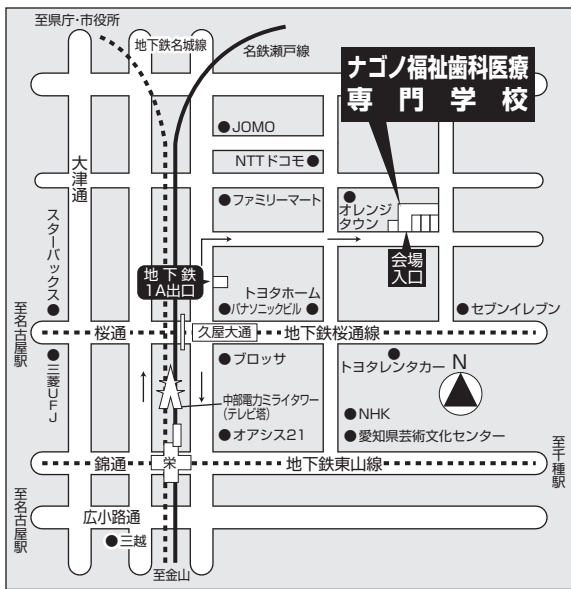 至県庁・市役所
地下鉄名城線
名鉄瀬戸線
ナゴノ福祉歯科医療
専門学校
JOMO
NTTドコモ
大津通
ファミリーマート
オレンジ
タウン
スターバックス
地下鉄
1A出口
会場
入口
トヨタホーム
パナソニックビル
セブンイレブン
至名古屋駅
桜通
久屋大通
地下鉄桜通線
三菱UFJ
ブロッサ
トヨタレンタカー
N
中部電力ミライタワー
(テレビ塔)
NHK
オアシス21
愛知県芸術文化センター
錦通
栄
地下鉄東山線
至千種駅
至名古屋駅
広小路通
三越
至金山